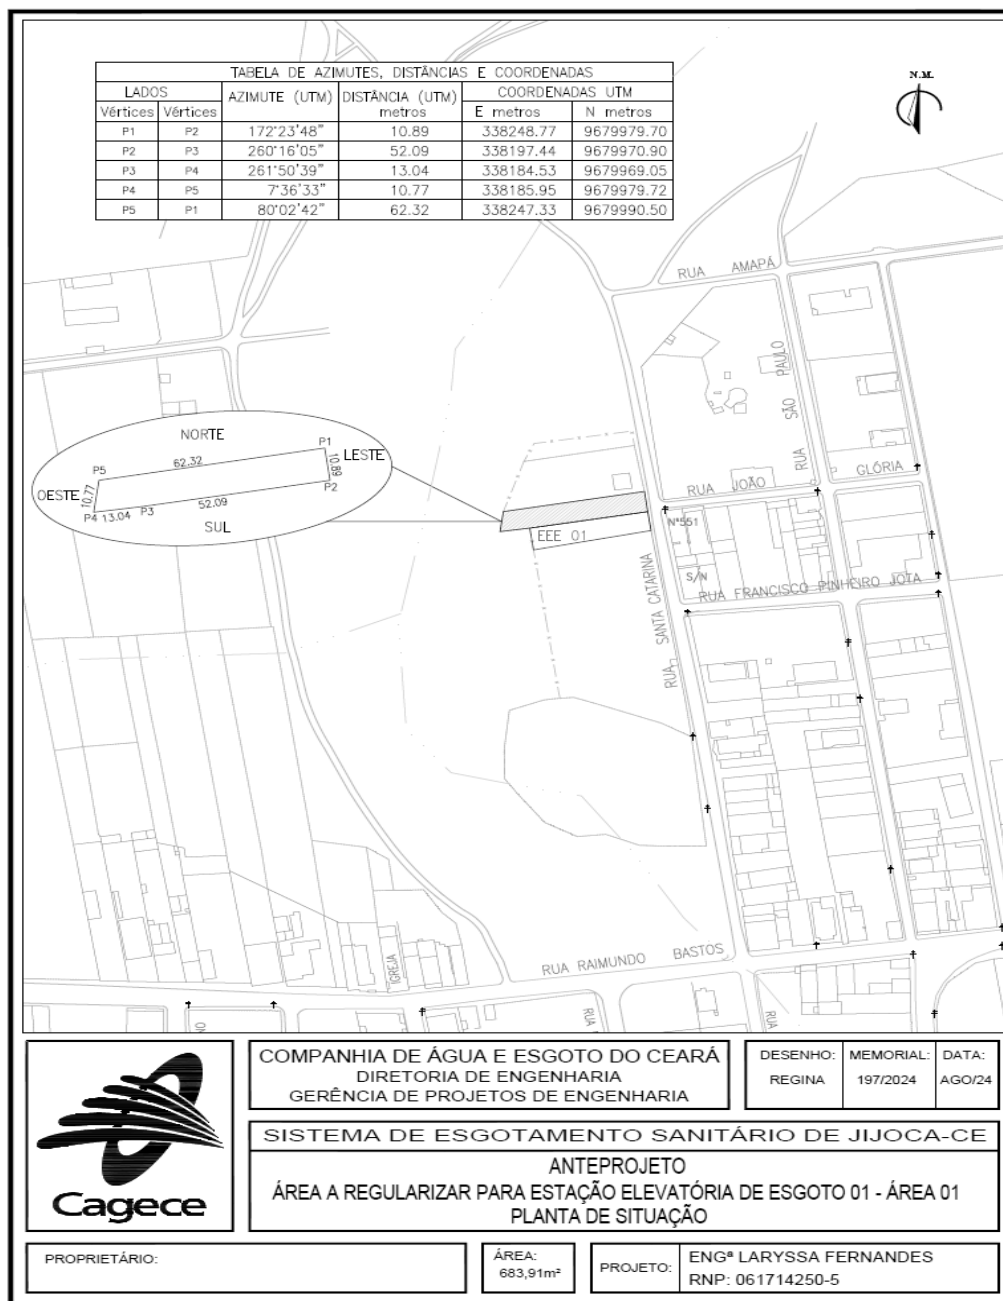 TABELA DE AZIMUTES, DISTÂNCIAS E COORDENADAS
LADOS AZIMUTE (UTM) DISTÂNCIA (UTM) metros COORDENADAS UTM
Vértices Vértices E metros N metros
P1 P2 172°23'48" 10.89 338248.77 9679979.70
P2 P3 260°16'05" 52.09 338197.44 9679970.90
P3 P4 261°50'39" 13.04 338184.53 9679969.05
P4 P5 7°36'33" 10.77 338185.95 9679979.72
P5 P1 80°02'42" 62.32 338247.33 9679990.50
N.M.
RUA AMAPÁ
RUA SÃO PAULO
NORTE
P1
62.32
LESTE
P5
10.89
P2
OESTE
10.77
52.09
P4 13.04 P3
SUL
RUA JOÃO
GLÓRIA
Nº551
EEE 01
S/N
RUA FRANCISCO PINHEIRO JOTA
RUA SANTA CATARINA
RUA RAIMUNDO BASTOS
IGREJA
RUA
RUA
COMPANHIA DE ÁGUA E ESGOTO DO CEARÁ
DIRETORIA DE ENGENHARIA
GERÊNCIA DE PROJETOS DE ENGENHARIA
DESENHO: MEMORIAL: DATA:
REGINA 197/2024 AGO/24
SISTEMA DE ESGOTAMENTO SANITÁRIO DE JIJOCA-CE
ANTEPROJETO
ÁREA A REGULARIZAR PARA ESTAÇÃO ELEVATÓRIA DE ESGOTO 01 - ÁREA 01
PLANTA DE SITUAÇÃO
Cagece
PROPRIETÁRIO:
ÁREA:
683,91m²
PROJETO:
ENGª LARYSSA FERNANDES
RNP: 061714250-5